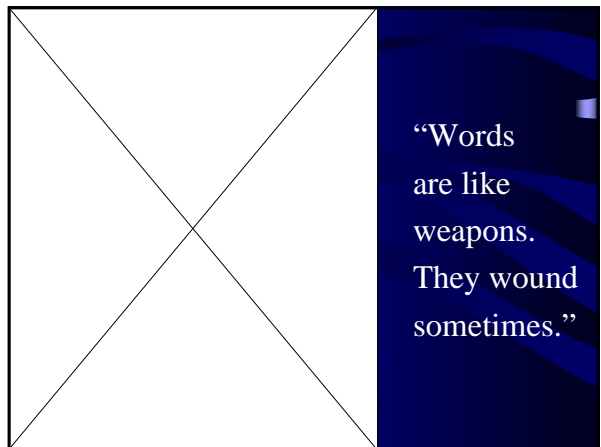 “Words
are like
weapons.
They wound
sometimes.”